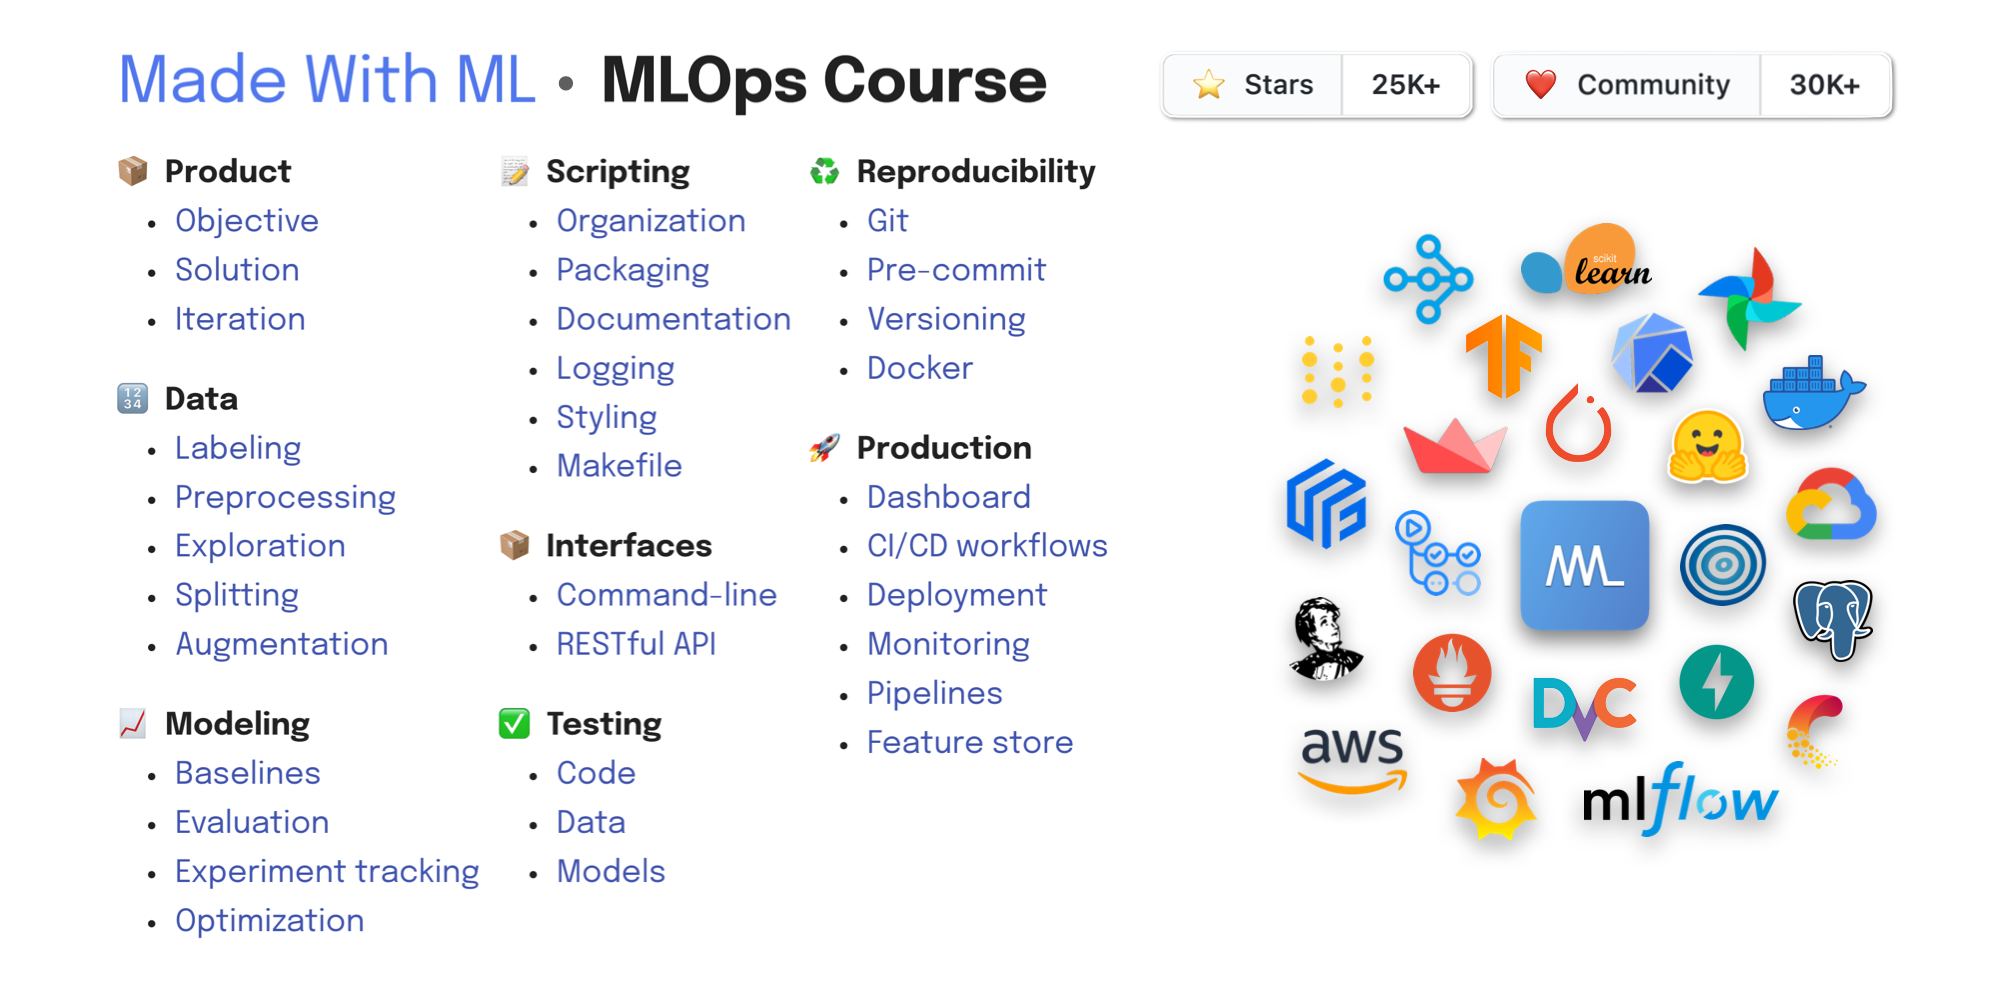 Made With ML • MLOps Course
Stars 25K+
Community 30K+
Product
• Objective
• Solution
• Iteration
1234 Data
• Labeling
• Preprocessing
• Exploration
• Splitting
• Augmentation
Modeling
• Baselines
• Evaluation
• Experiment tracking
• Optimization
Scripting
• Organization
• Packaging
• Documentation
• Logging
• Styling
• Makefile
Interfaces
• Command-line
• RESTful API
Testing
• Code
• Data
• Models
Reproducibility
• Git
• Pre-commit
• Versioning
• Docker
Production
• Dashboard
• CI/CD workflows
• Deployment
• Monitoring
• Pipelines
• Feature store
scikit
learn
TF
ML
DVC
aws
mlflow